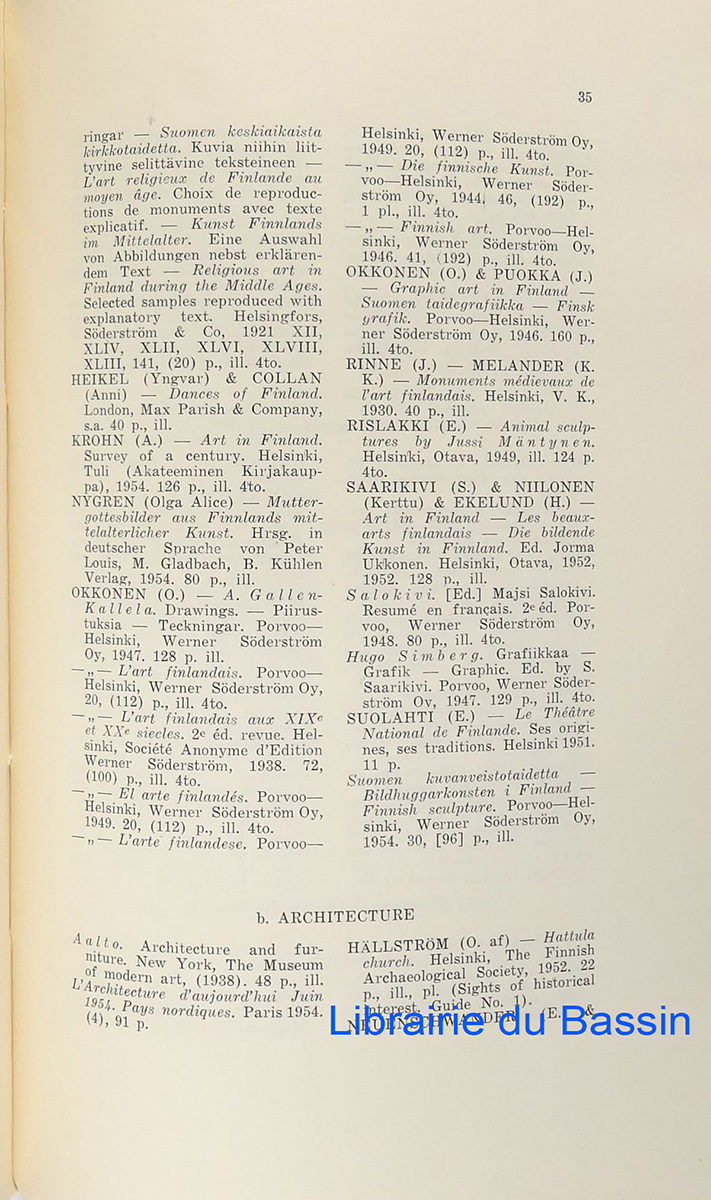 35
ringar — Suomen keskiaikaista
kirkkotaidetta. Kuvia niihin liit-
tyvine selittävine teksteineen —
L'art religieux de Finlande au
moyen âge. Choix de reproduc-
tions de monuments avec texte
explicatif. — Kunst Finnlands
im Mittelalter. Eine Auswahl
von Abbildungen nebst erklären-
dem Text — Religious art in
Finland during the Middle Ages.
Selected samples reproduced with
explanatory text. Helsingfors,
Söderström & Co, 1921 XII,
XLIV, XLII, XLVI, XLVIII,
XLIII, 141, (20) p., ill. 4to.
HEIKEL (Yngvar) & COLLAN
(Anni) — Dances of Finland.
London, Max Parish & Company,
s.a. 40 p., ill.
KROHN (A.) — Art in Finland.
Survey of a century. Helsinki,
Tuli (Akateeminen Kirjakaup-
pa), 1954. 126 p., ill. 4to.
NYGREN (Olga Alice) — Mutter-
gottesbilder aus Finnlands mit-
telalterlicher Kunst. Hrsg. in
deutscher Sprache von Peter
Louis, M. Gladbach, B. Kühlen
Verlag, 1954. 80 p., ill.
OKKONEN (O.) — A. Gallen-
Kallela. Drawings. — Piirus-
tuksia — Teckningar. Porvoo—
Helsinki, Werner Söderström
Oy, 1947. 128 p. ill.
— „ — L'art finlandais. Porvoo—
Helsinki, Werner Söderström Oy,
20, (112) p., ill. 4to.
— „ — L'art finlandais aux XIXe
et XXe siecles. 2e éd. revue. Hel-
sinki, Société Anonyme d'Edition
Werner Söderström, 1938. 72,
(100) p., ill. 4to.
— „ — El arte finlandés. Porvoo—
Helsinki, Werner Söderström Oy,
1949. 20, (112) p., ill. 4to.
— „ — L'arte finlandese. Porvoo—
Helsinki, Werner Söderström Oy,
1949. 20, (112) p., ill. 4to.
— „ — Die finnische Kunst. Por-
voo—Helsinki, Werner Söder-
ström Oy, 1944. 46, (192) p.,
1 pl., ill. 4to.
— „ — Finnish art. Porvoo—Hel-
sinki, Werner Söderström Oy,
1946. 41, (192) p., ill. 4to.
OKKONEN (O.) & PUOKKA (J.)
— Graphic art in Finland —
Suomen taidegrafiikka — Finsk
grafik. Porvoo—Helsinki, Wer-
ner Söderström Oy, 1946. 160 p.,
ill. 4to.
RINNE (J.) — MELANDER (K.
K.) — Monuments médievaux de
l'art finlandais. Helsinki, V. K.,
1930. 40 p., ill.
RISLAKKI (E.) — Animal sculp-
tures by Jussi Mäntynen.
Helsinki, Otava, 1949, ill. 124 p.
4to.
SAARIKIVI (S.) & NIILONEN
(Kerttu) & EKELUND (H.) —
Art in Finland — Les beaux-
arts finlandais — Die bildende
Kunst in Finnland. Ed. Jorma
Ukkonen. Helsinki, Otava, 1952,
1952. 128 p., ill.
Salokivi. [Ed.] Majsi Salokivi.
Resumé en français. 2e éd. Por-
voo, Werner Söderström Oy,
1948. 80 p., ill. 4to.
Hugo Simberg. Grafiikkaa —
Grafik — Graphic. Ed. by S.
Saarikivi. Porvoo, Werner Söder-
ström Oy, 1947. 129 p., ill. 4to.
SUOLAHTI (E.) — Le Théâtre
National de Finlande. Ses origi-
nes, ses traditions. Helsinki 1951.
11 p.
Suomen kuvanveistotaidetta —
Bildhuggarkonsten i Finland —
Finnish sculpture. Porvoo—Hel-
sinki, Werner Söderström Oy,
1954. 30, [96] p., ill.
b. ARCHITECTURE
Aalto. Architecture and fur-
niture. New York, The Museum
of modern art, (1938). 48 p., ill.
L'Architecture d'aujourd'hui Juin
1954. Pays nordiques. Paris 1954.
(4), 91 p.
HÄLLSTRÖM (O. af) — Hattula
church. Helsinki, The Finnish
Archaeological Society, 1952. 22
p., ill., pl. (Sights of historical
interest. Guide No. 1).
NEUENSCHWANDER (E.) &
Librairie du Bassin